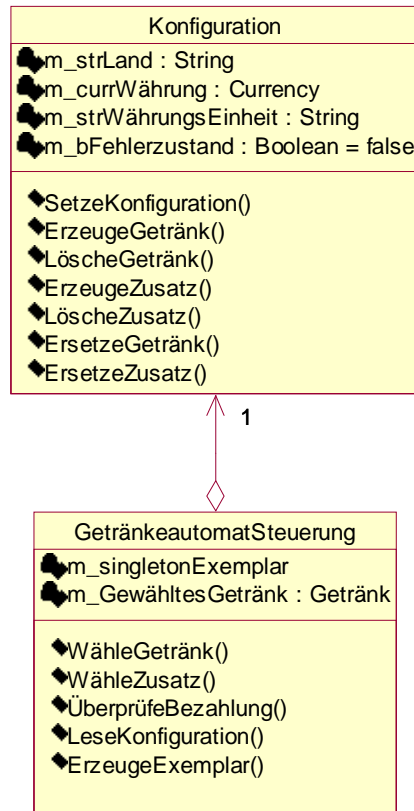 Konfiguration
m_strLand : String
m_currWährung : Currency
m_strWährungsEinheit : String
m_bFehlerzustand : Boolean = false
SetzeKonfiguration()
ErzeugeGetränk()
LöscheGetränk()
ErzeugeZusatz()
LöscheZusatz()
ErsetzeGetränk()
ErsetzeZusatz()
1
GetränkeautomatSteuerung
m_singletonExemplar
m_GewähltesGetränk : Getränk
WähleGetränk()
WähleZusatz()
ÜberprüfeBezahlung()
LeseKonfiguration()
ErzeugeExemplar()